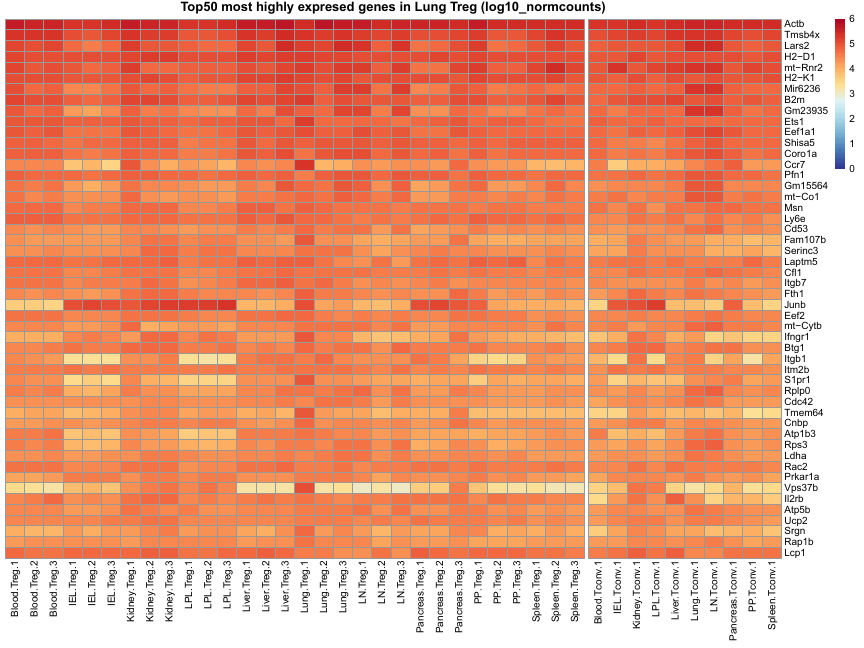 Top50 most highly expresed genes in Lung Treg (log10_normcounts)
Actb
Tmsb4x
Lars2
H2−D1
mt−Rnr2
H2−K1
Mir6236
B2m
Gm23935
Ets1
Eef1a1
Shisa5
Coro1a
Ccr7
Pfn1
Gm15564
mt−Co1
Msn
Ly6e
Cd53
Fam107b
Serinc3
Laptm5
Cfl1
Itgb7
Fth1
Junb
Eef2
mt−Cytb
Ifngr1
Btg1
Itgb1
Itm2b
S1pr1
Rplp0
Cdc42
Tmem64
Cnbp
Atp1b3
Rps3
Ldha
Rac2
Prkar1a
Vps37b
Il2rb
Atp5b
Ucp2
Srgn
Rap1b
Lcp1
6
5
4
3
2
1
0
Blood.Treg.1
Blood.Treg.2
Blood.Treg.3
IEL.Treg.1
IEL.Treg.2
IEL.Treg.3
Kidney.Treg.1
Kidney.Treg.2
Kidney.Treg.3
LPL.Treg.1
LPL.Treg.2
LPL.Treg.3
Liver.Treg.1
Liver.Treg.2
Liver.Treg.3
Lung.Treg.1
Lung.Treg.2
Lung.Treg.3
LN.Treg.1
LN.Treg.2
LN.Treg.3
Pancreas.Treg.1
Pancreas.Treg.2
Pancreas.Treg.3
PP.Treg.1
PP.Treg.2
PP.Treg.3
Spleen.Treg.1
Spleen.Treg.2
Spleen.Treg.3
Blood.Tconv.1
IEL.Tconv.1
Kidney.Tconv.1
LPL.Tconv.1
Liver.Tconv.1
Lung.Tconv.1
LN.Tconv.1
Pancreas.Tconv.1
PP.Tconv.1
Spleen.Tconv.1